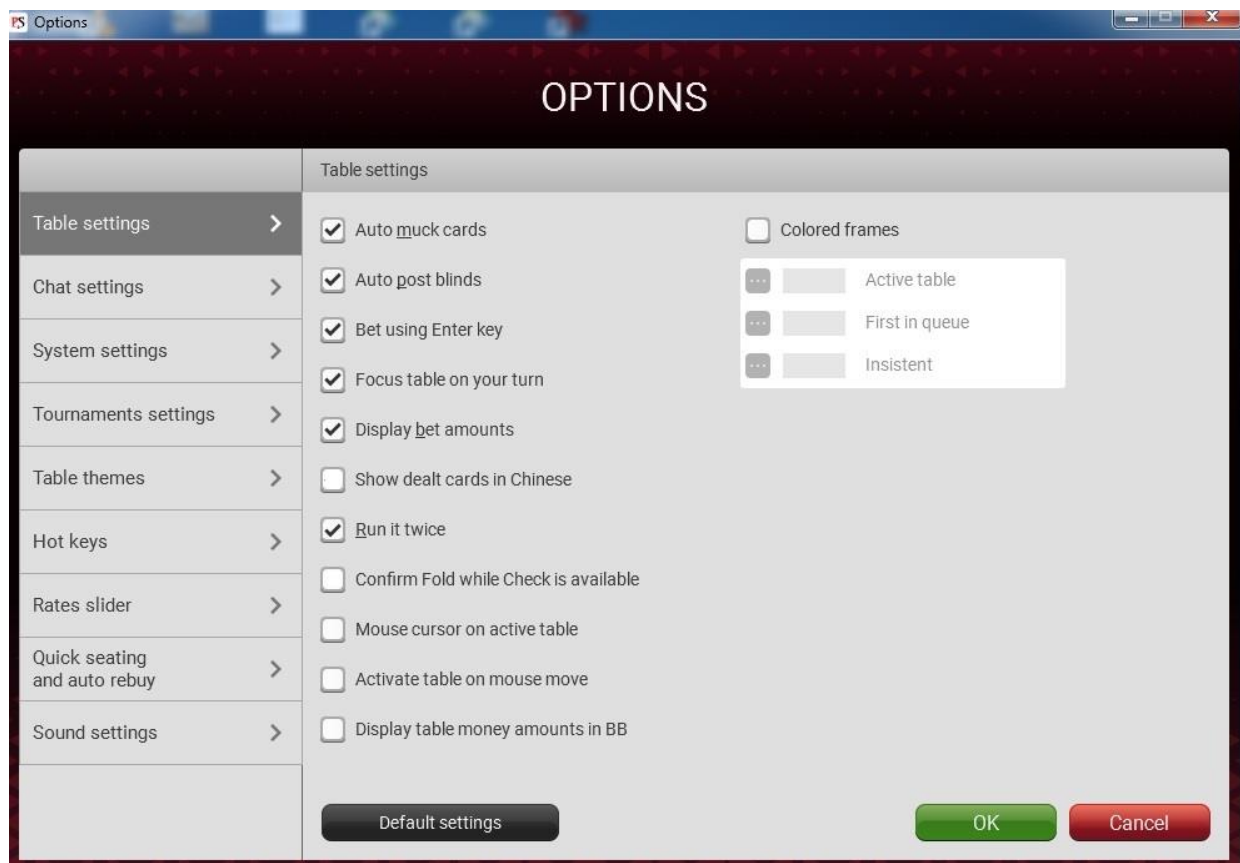 PS Options
OPTIONS
Table settings
Table settings
Chat settings
System settings
Tournaments settings
Table themes
Hot keys
Rates slider
Quick seating
and auto rebuy
Sound settings
Auto muck cards
Auto post blinds
Bet using Enter key
Focus table on your turn
Display bet amounts
Show dealt cards in Chinese
Run it twice
Confirm Fold while Check is available
Mouse cursor on active table
Activate table on mouse move
Display table money amounts in BB
Colored frames
Active table
First in queue
Insistent
Default settings
OK
Cancel